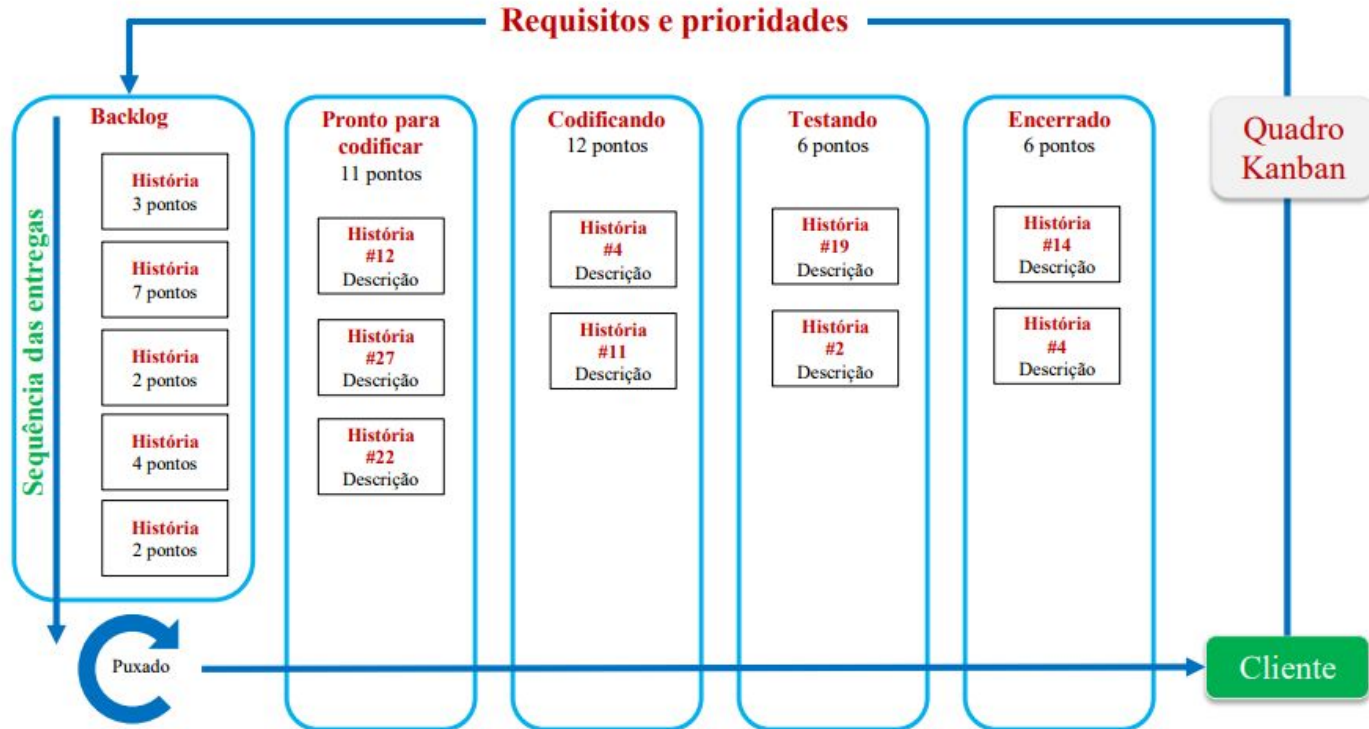 Requisitos e prioridades
Backlog
História
3 pontos
História
7 pontos
História
2 pontos
História
4 pontos
História
2 pontos
Sequência das entregas
Puxado
Pronto para
codificar
11 pontos
História
#12
Descrição
História
#27
Descrição
História
#22
Descrição
Codificando
12 pontos
História
#4
Descrição
História
#11
Descrição
Testando
6 pontos
História
#19
Descrição
História
#2
Descrição
Encerrado
6 pontos
História
#14
Descrição
História
#4
Descrição
Quadro
Kanban
Cliente